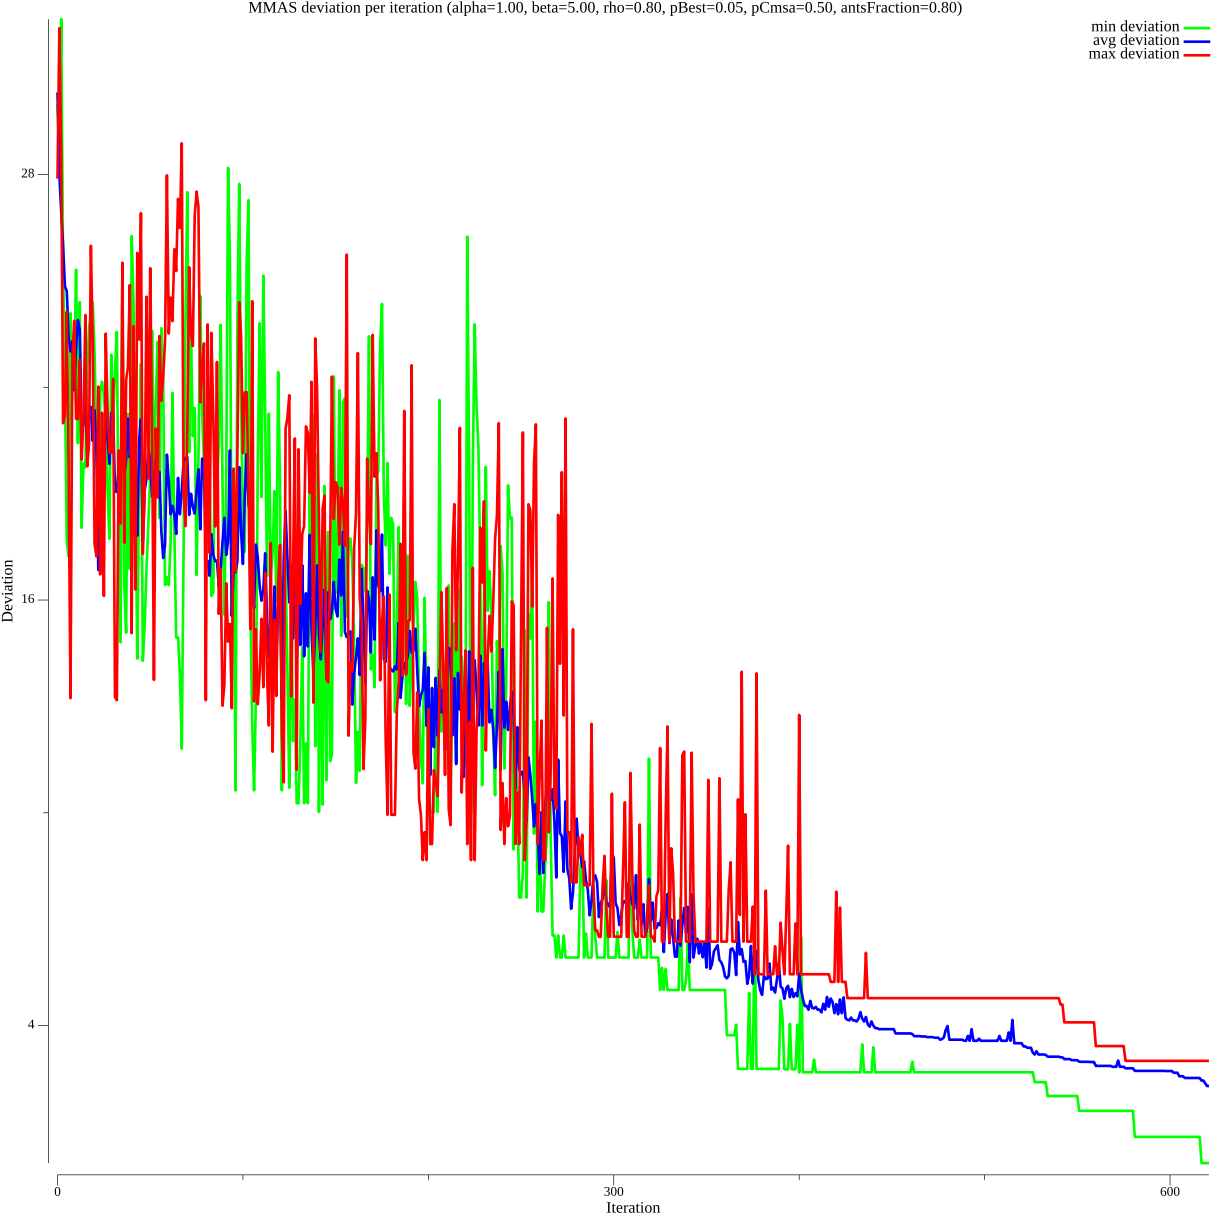 MMAS deviation per iteration (alpha=1.00, beta=5.00, rho=0.80, pBest=0.05, pCmsa=0.50, antsFraction=0.80)
min deviation
avg deviation
max deviation
28
16
4
Deviation
0
300
600
Iteration